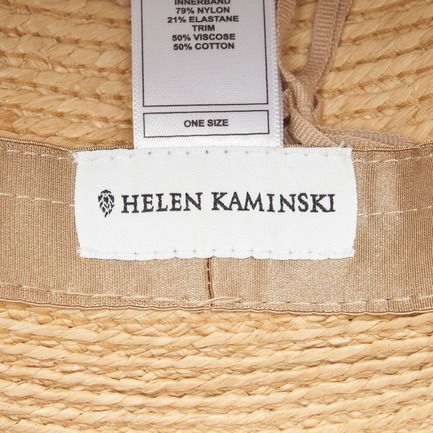 INNERBAND
79% NYLON
21% ELASTANE
TRIM
50% VISCOSE
50% COTTON
ONE SIZE
HELEN KAMINSKI